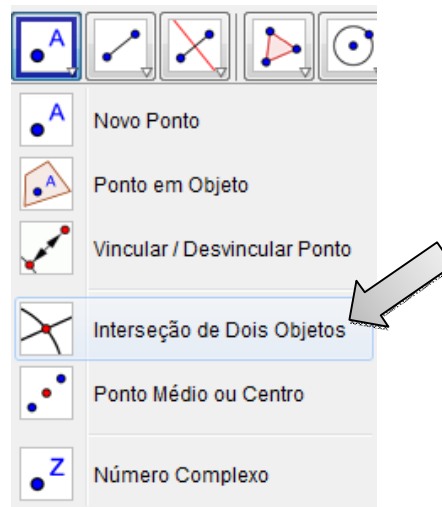 A
A
Novo Ponto
A
Ponto em Objeto
Vincular / Desvincular Ponto
Interseção de Dois Objetos
Ponto Médio ou Centro
Z
Número Complexo